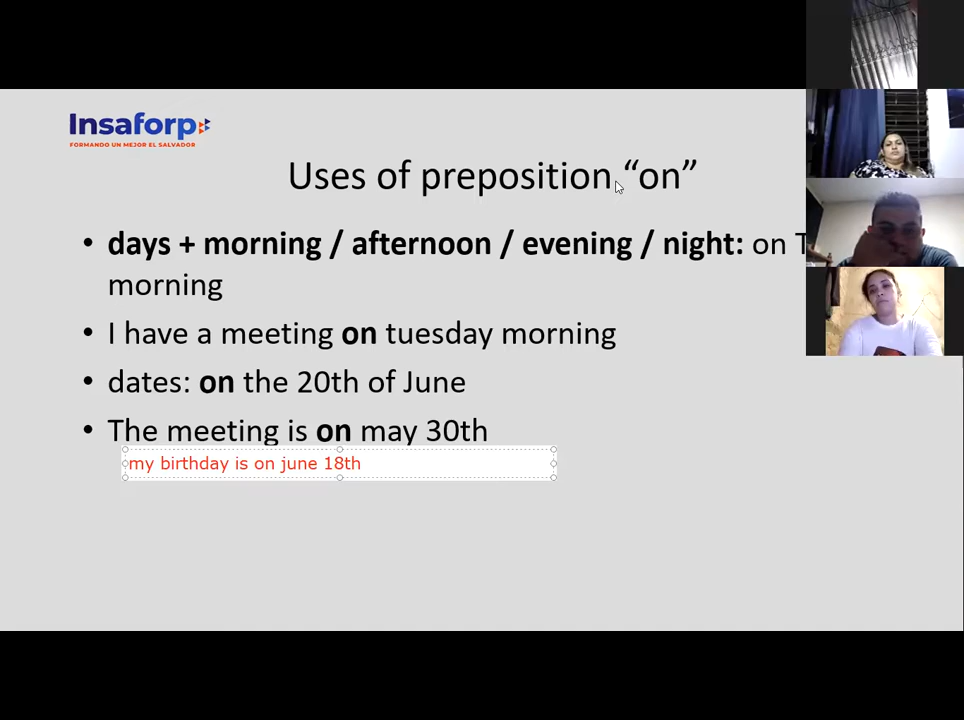 Insaforp
FORMANDO UN MEJOR EL SALVADOR
Uses of preposition “on”
• days + morning / afternoon / evening / night: on
morning
• I have a meeting on tuesday morning
• dates: on the 20th of June
• The meeting is on may 30th
my birthday is on june 18th